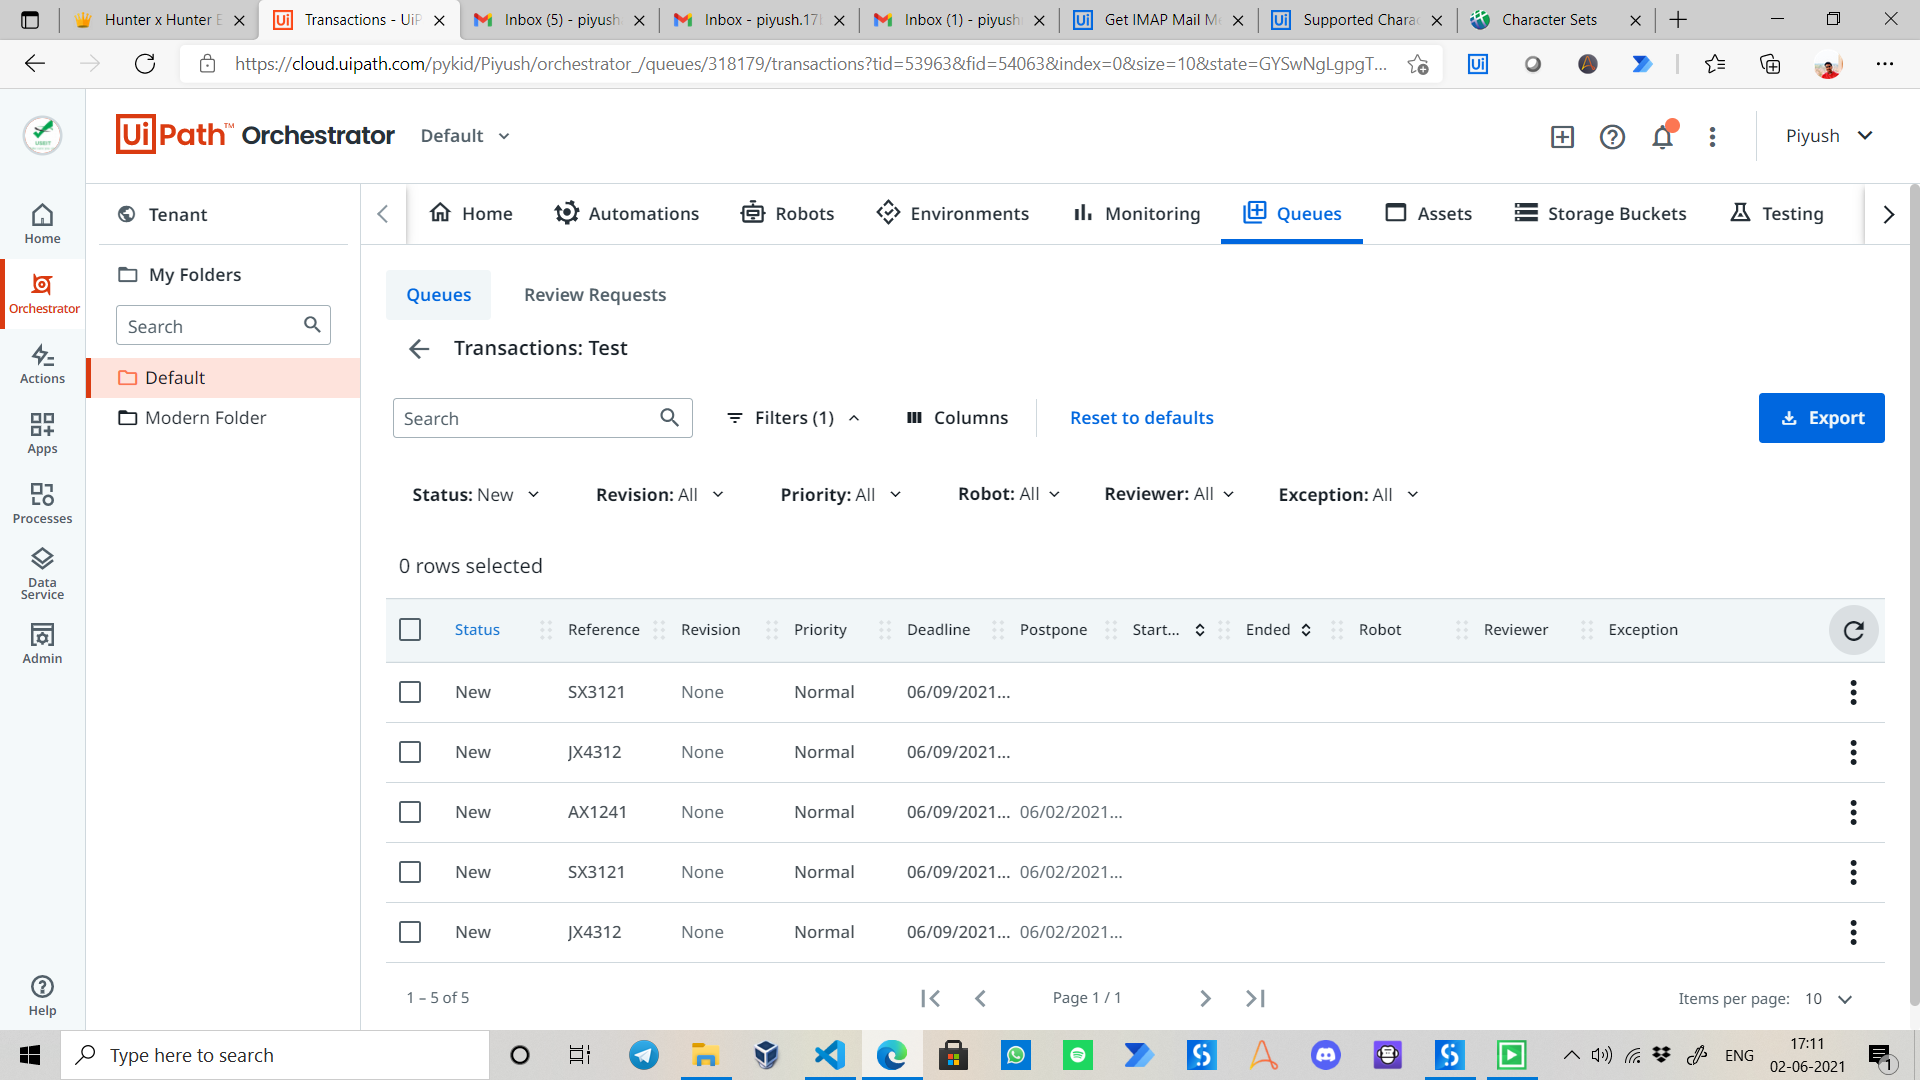 Hunter x Hunter E
Transactions - UiP
Inbox (5) - piyush
Inbox - piyush.17
Inbox (1) - piyush
Get IMAP Mail Me
Supported Charac
Character Sets
https://cloud.uipath.com/pykid/Piyush/orchestrator_/queues/318179/transactions?tid=53963&fid=54063&index=0&size=10&state=GYSwNgLgpgT...
UiPath™ Orchestrator
Default
Piyush
Home
Orchestrator
Actions
Apps
Processes
Data
Service
Admin
Help
Tenant
My Folders
Search
Default
Modern Folder
Home
Automations
Robots
Environments
Monitoring
Queues
Assets
Storage Buckets
Testing
Queues
Review Requests
Transactions: Test
Search
Filters (1)
Columns
Reset to defaults
Export
Status: New
Revision: All
Priority: All
Robot: All
Reviewer: All
Exception: All
0 rows selected
Status Reference Revision Priority Deadline Postpone Start... Ended Robot Reviewer Exception
New SX3121 None Normal 06/09/2021...
New JX4312 None Normal 06/09/2021...
New AX1241 None Normal 06/09/2021... 06/02/2021...
New SX3121 None Normal 06/09/2021... 06/02/2021...
New JX4312 None Normal 06/09/2021... 06/02/2021...
1 – 5 of 5
Page 1 / 1
Items per page: 10
Type here to search
ENG
17:11
02-06-2021
1